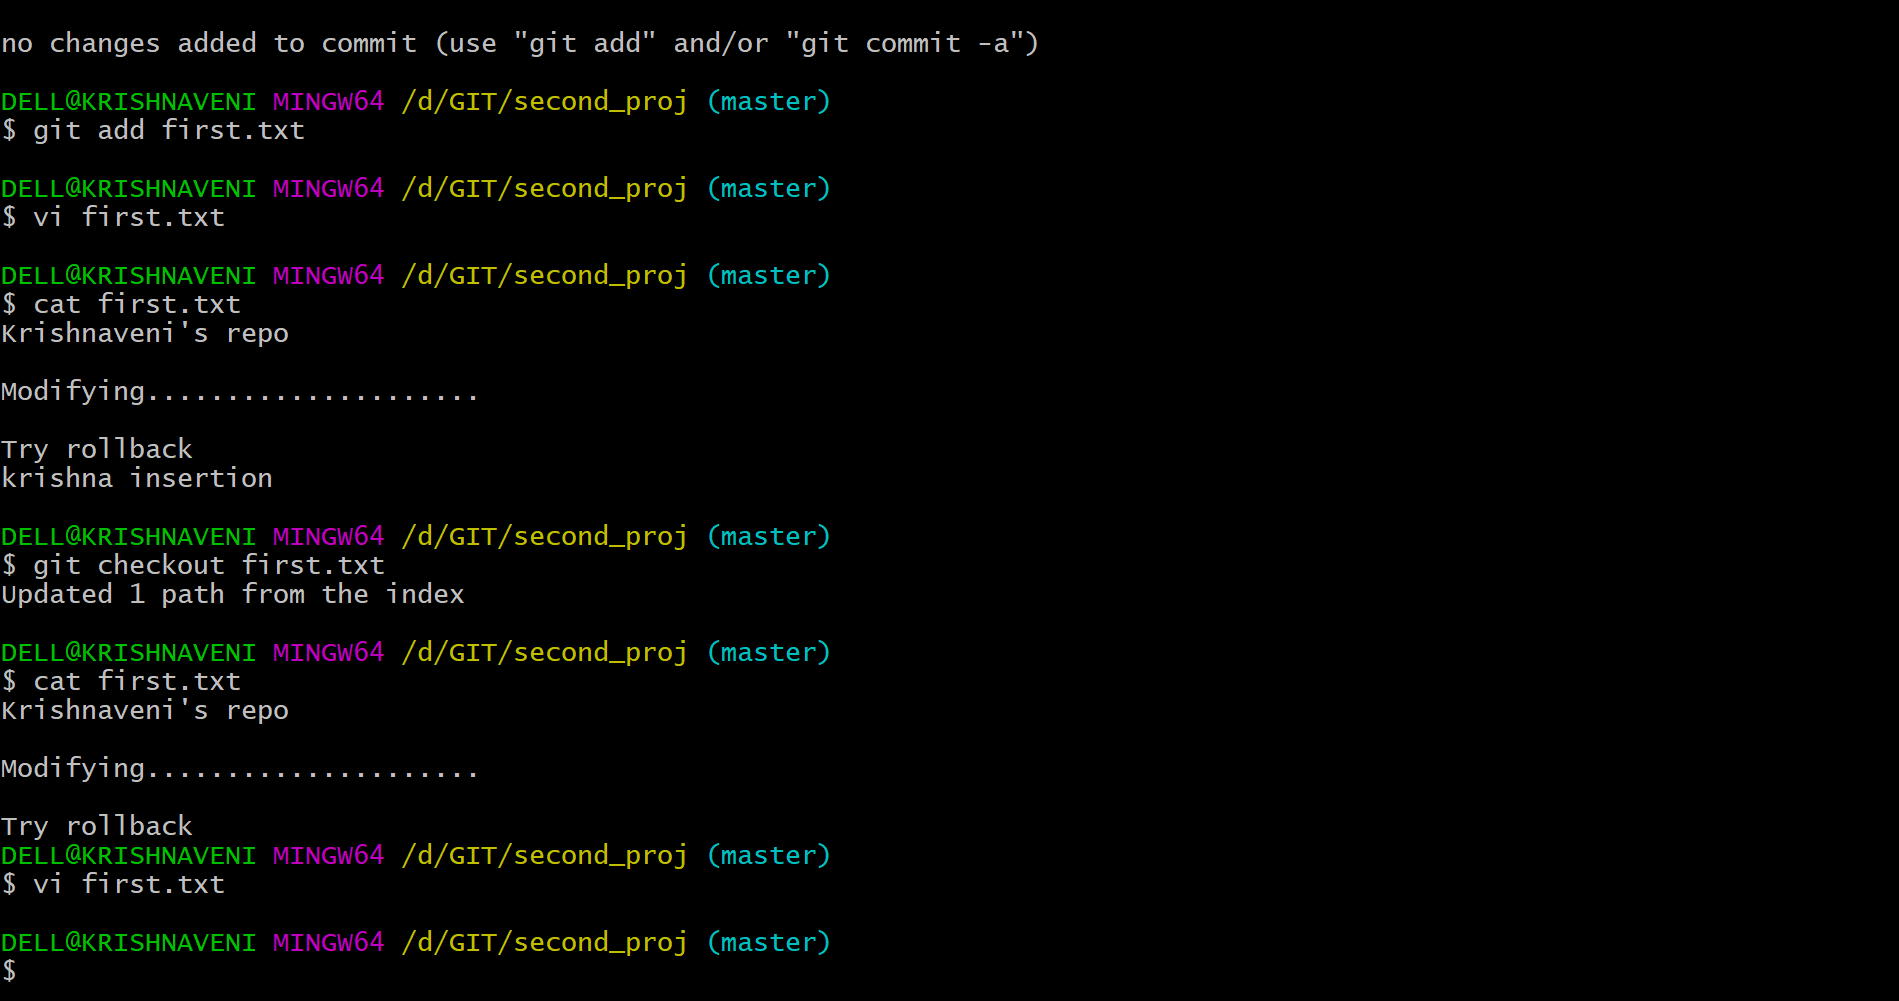 no changes added to commit (use "git add" and/or "git commit -a")
DELL@KRISHNAVENI MINGW64 /d/GIT/second_proj (master)
$ git add first.txt
DELL@KRISHNAVENI MINGW64 /d/GIT/second_proj (master)
$ vi first.txt
DELL@KRISHNAVENI MINGW64 /d/GIT/second_proj (master)
$ cat first.txt
Krishnaveni's repo
Modifying.....................
Try rollback
krishna insertion
DELL@KRISHNAVENI MINGW64 /d/GIT/second_proj (master)
$ git checkout first.txt
Updated 1 path from the index
DELL@KRISHNAVENI MINGW64 /d/GIT/second_proj (master)
$ cat first.txt
Krishnaveni's repo
Modifying.....................
Try rollback
DELL@KRISHNAVENI MINGW64 /d/GIT/second_proj (master)
$ vi first.txt
DELL@KRISHNAVENI MINGW64 /d/GIT/second_proj (master)
$